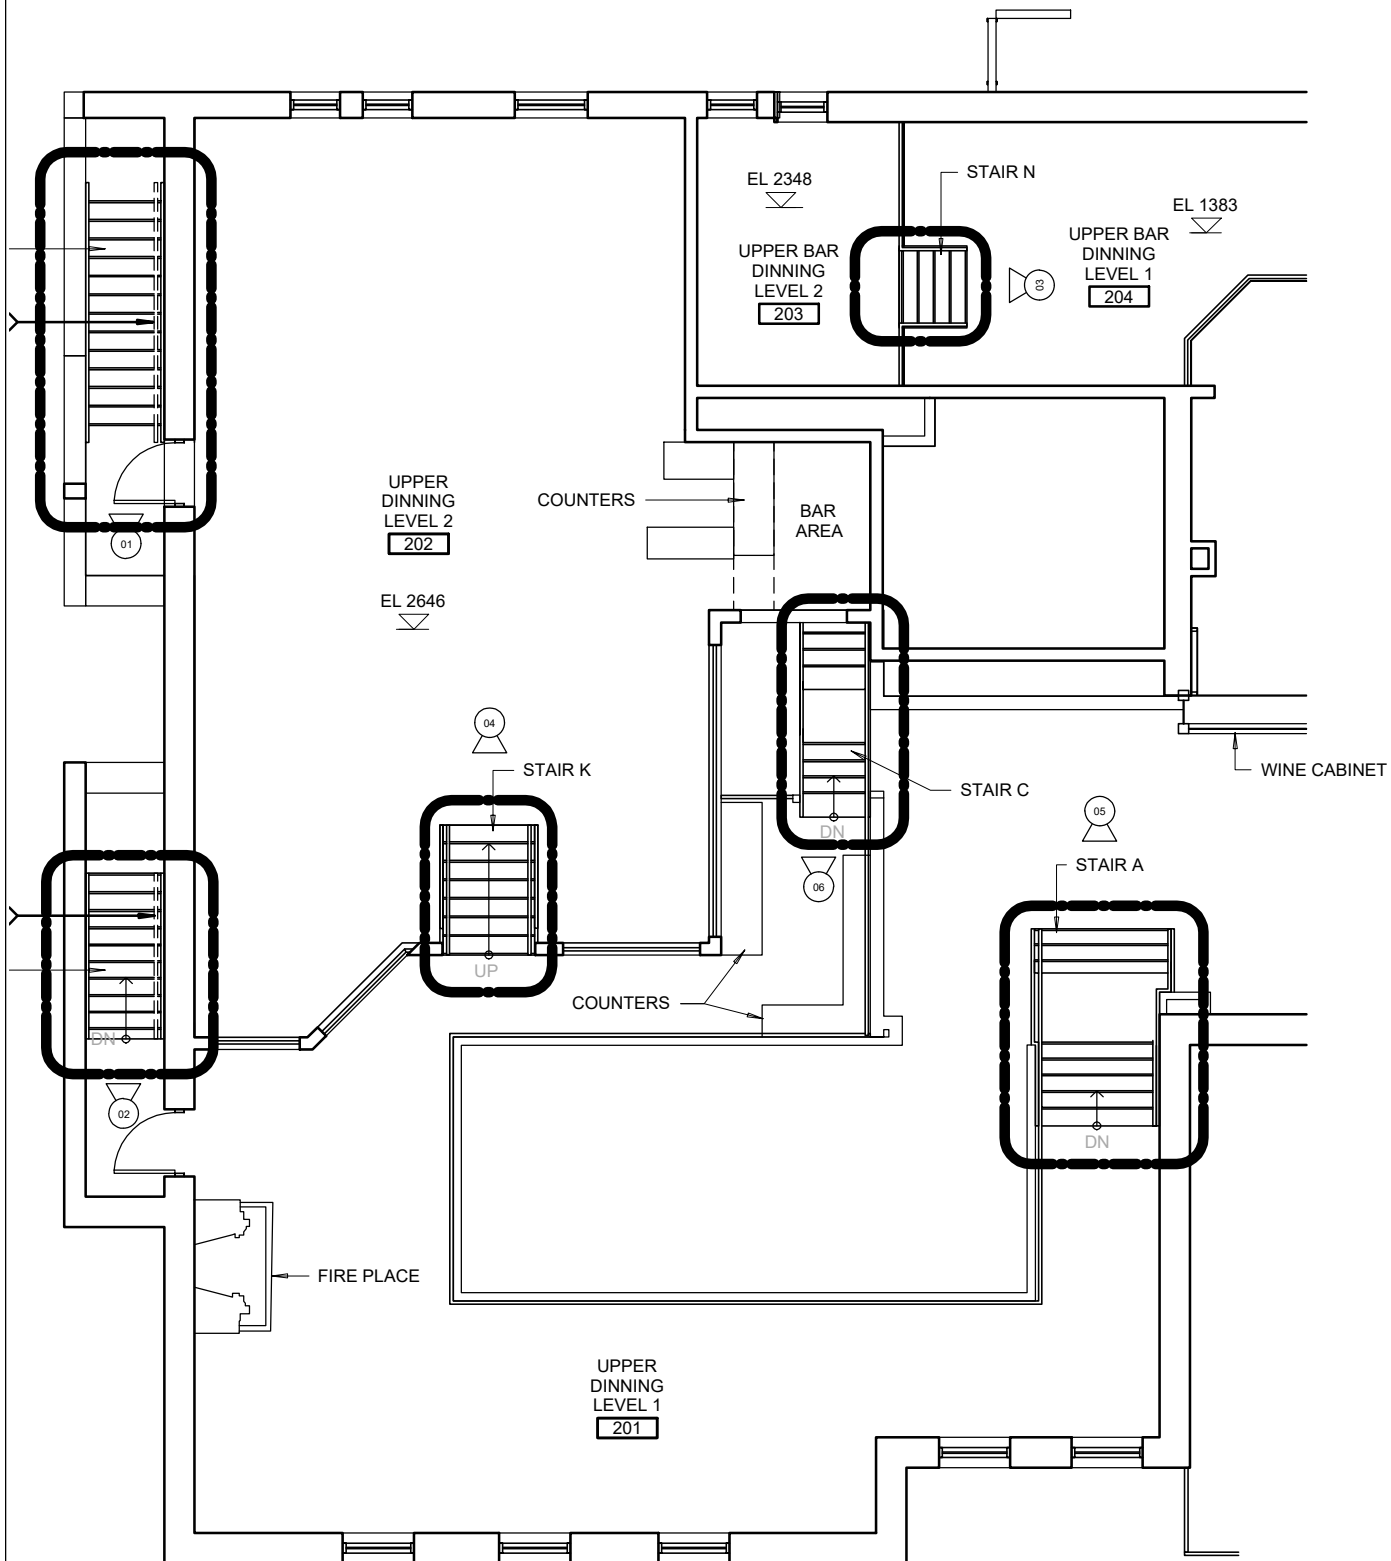 STAIR N
EL 2348
EL 1383
UPPER BAR
DINNING
LEVEL 2
203
UPPER BAR
DINNING
LEVEL 1
204
03
UPPER
DINNING
LEVEL 2
202
COUNTERS
BAR
AREA
01
EL 2646
04
STAIR K
STAIR C
WINE CABINET
05
DN
06
STAIR A
UP
COUNTERS
DN
02
DN
FIRE PLACE
UPPER
DINNING
LEVEL 1
201